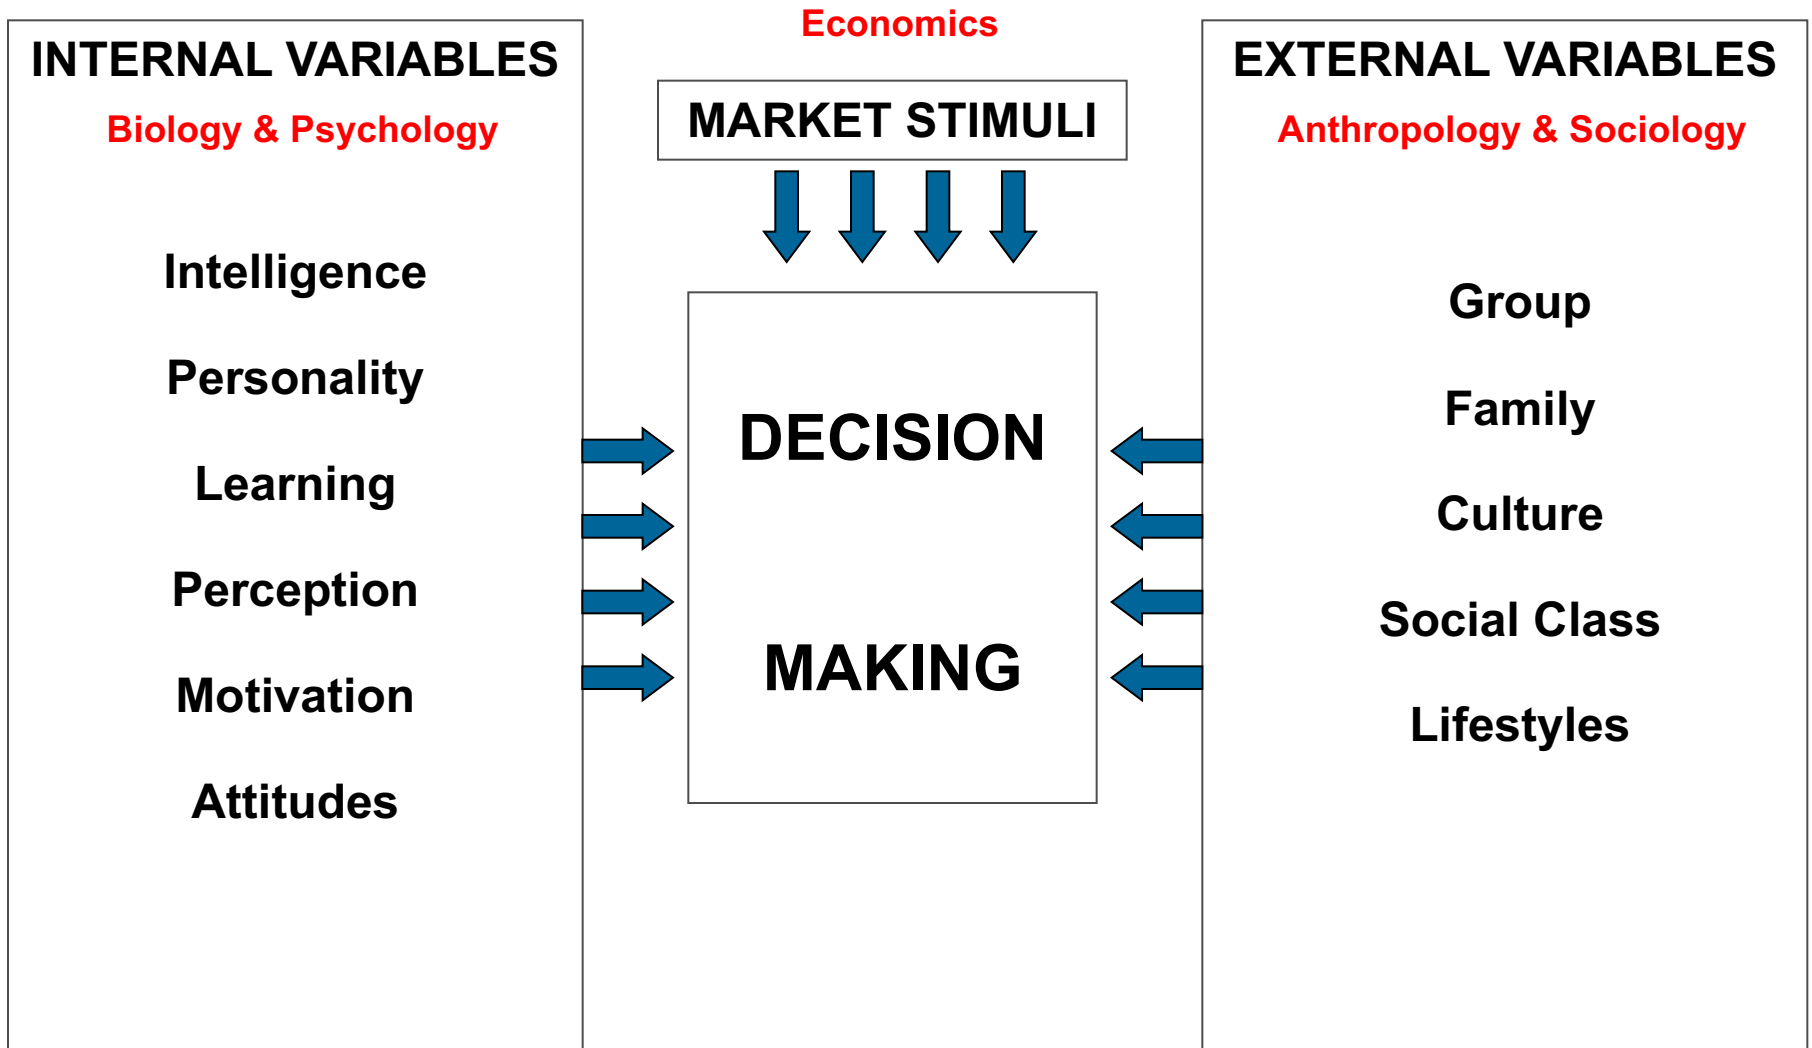 INTERNAL VARIABLES
Biology & Psychology
Intelligence
Personality
Learning
Perception
Motivation
Attitudes
Economics
MARKET STIMULI
DECISION
MAKING
EXTERNAL VARIABLES
Anthropology & Sociology
Group
Family
Culture
Social Class
Lifestyles